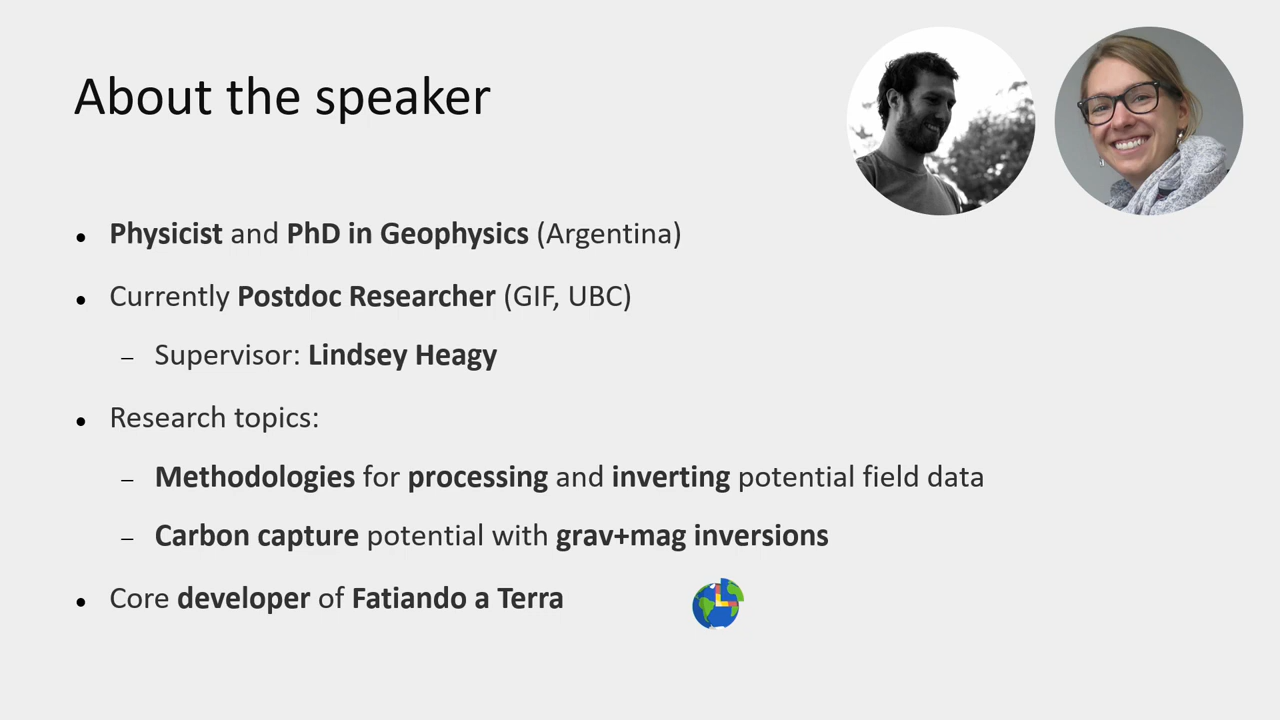 About the speaker
Physicist and PhD in Geophysics (Argentina)
Currently Postdoc Researcher (GIF, UBC)
– Supervisor: Lindsey Heagy
Research topics:
– Methodologies for processing and inverting potential field data
– Carbon capture potential with grav+mag inversions
Core developer of Fatiando a Terra